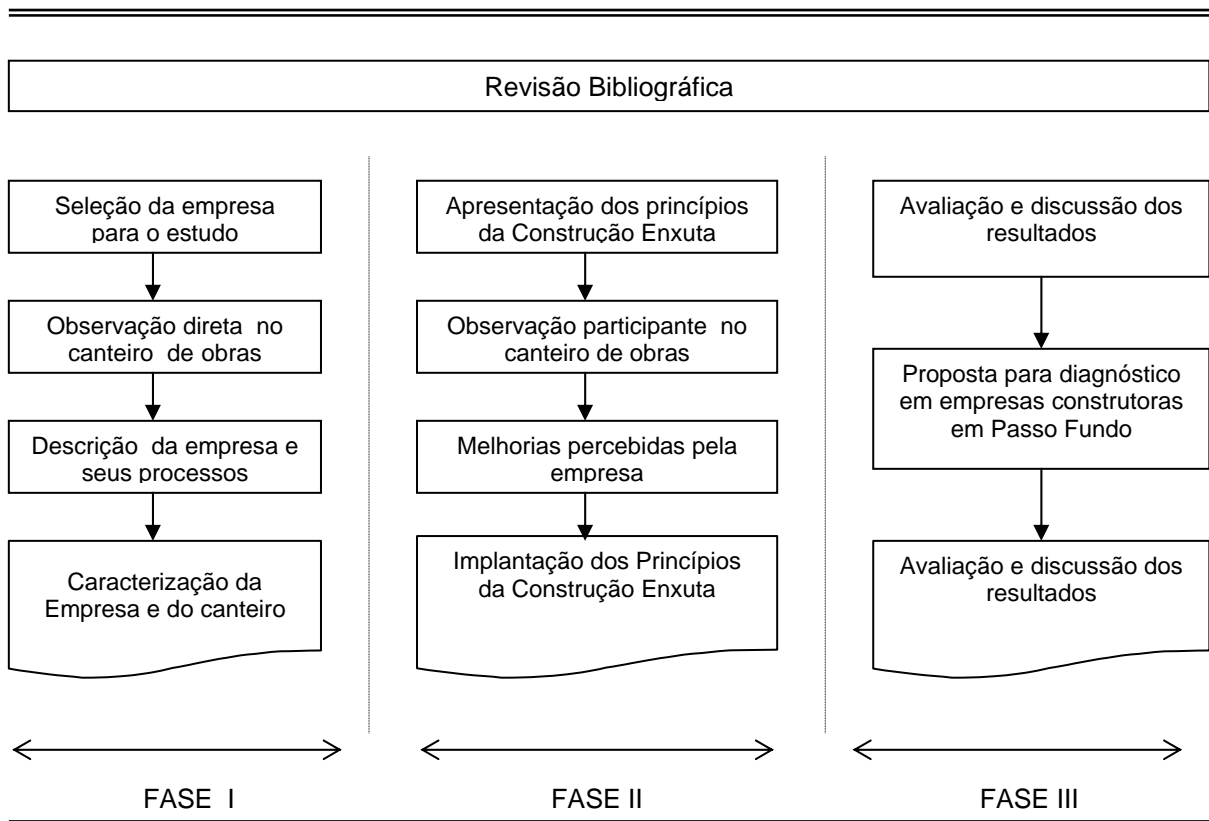 Revisão Bibliográfica
Seleção da empresa
para o estudo
Observação direta no
canteiro de obras
Descrição da empresa e
seus processos
Caracterização da
Empresa e do canteiro
Apresentação dos princípios
da Construção Enxuta
Observação participante no
canteiro de obras
Melhorias percebidas pela
empresa
Implantação dos Princípios
da Construção Enxuta
Avaliação e discussão dos
resultados
Proposta para diagnóstico
em empresas construtoras
em Passo Fundo
Avaliação e discussão dos
resultados
FASE I
FASE II
FASE III